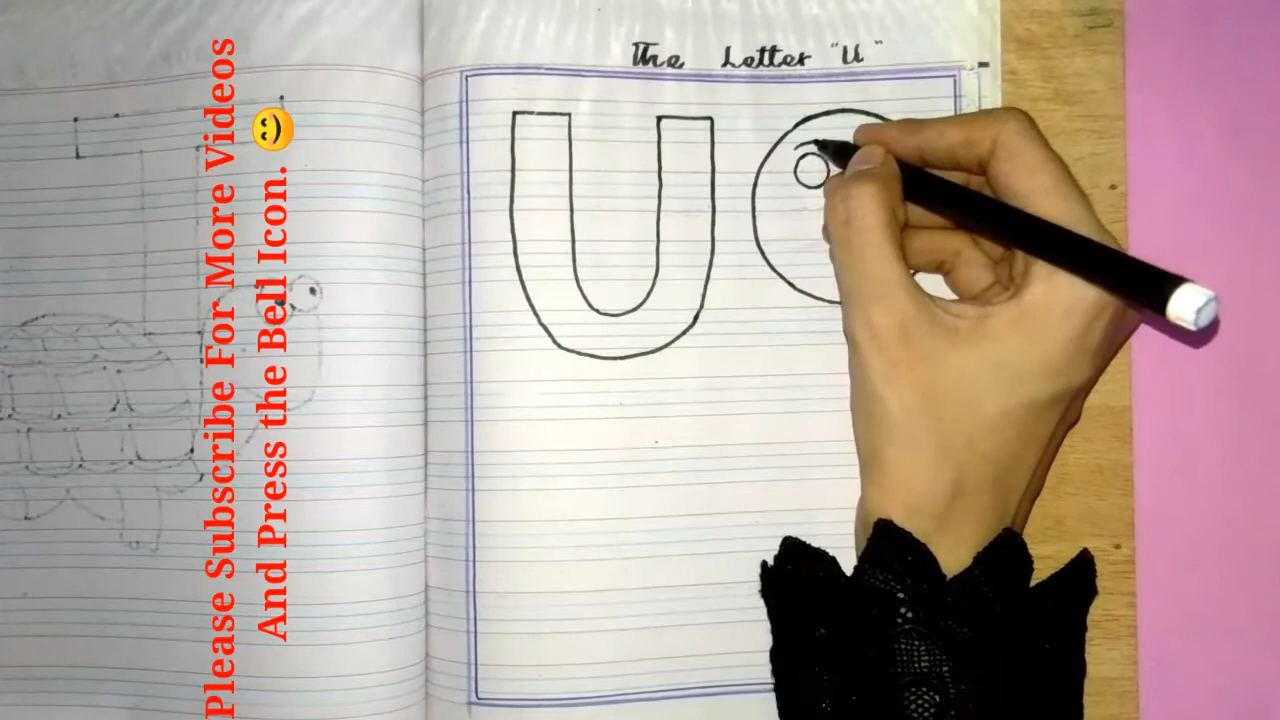 The Letter "U"
U
Please Subscribe For More Videos
And Press the Bell Icon. 😊